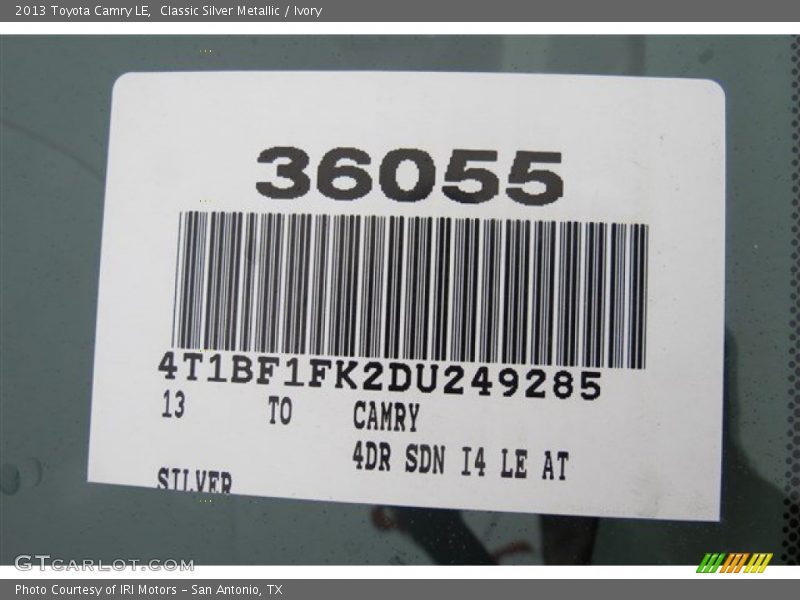 2013 Toyota Camry LE,  Classic Silver Metallic / Ivory
36055
4T1BF1FK2DU249285
13 TO CAMRY
4DR SDN I4 LE AT
SILVER
GTCARLOT.COM
Photo Courtesy of IRI Motors - San Antonio, TX